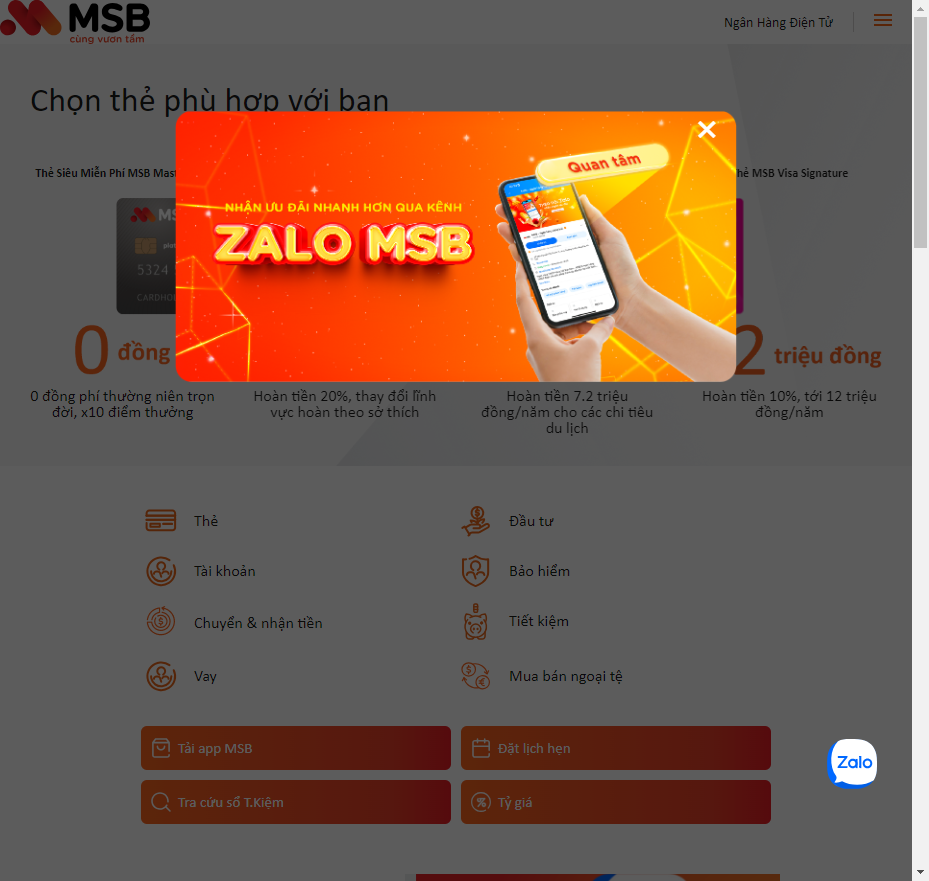 MSB
cùng vươn tầm
Ngân Hàng Điện Tử
Chọn thẻ phù hợp với bạn
Thẻ Siêu Miễn Phí MSB Mast
hẻ MSB Visa Signature
Quan tâm
NHẬN ƯU ĐÃI NHANH HƠN QUA KÊNH
ZALO MSB
MS
5324
CARDHOL
0 đồng
2 triệu đồng
0 đồng phí thường niên trọn
đời, x10 điểm thưởng
Hoàn tiền 20%, thay đổi lĩnh
vực hoàn theo sở thích
Hoàn tiền 7.2 triệu
đồng/năm cho các chi tiêu
du lịch
Hoàn tiền 10%, tới 12 triệu
đồng/năm
Thẻ
Đầu tư
Tài khoản
Bảo hiểm
Chuyển & nhận tiền
Tiết kiệm
Vay
Mua bán ngoại tệ
Tải app MSB
Đặt lịch hẹn
Tra cứu sổ T.Kiệm
Tỷ giá
Zalo